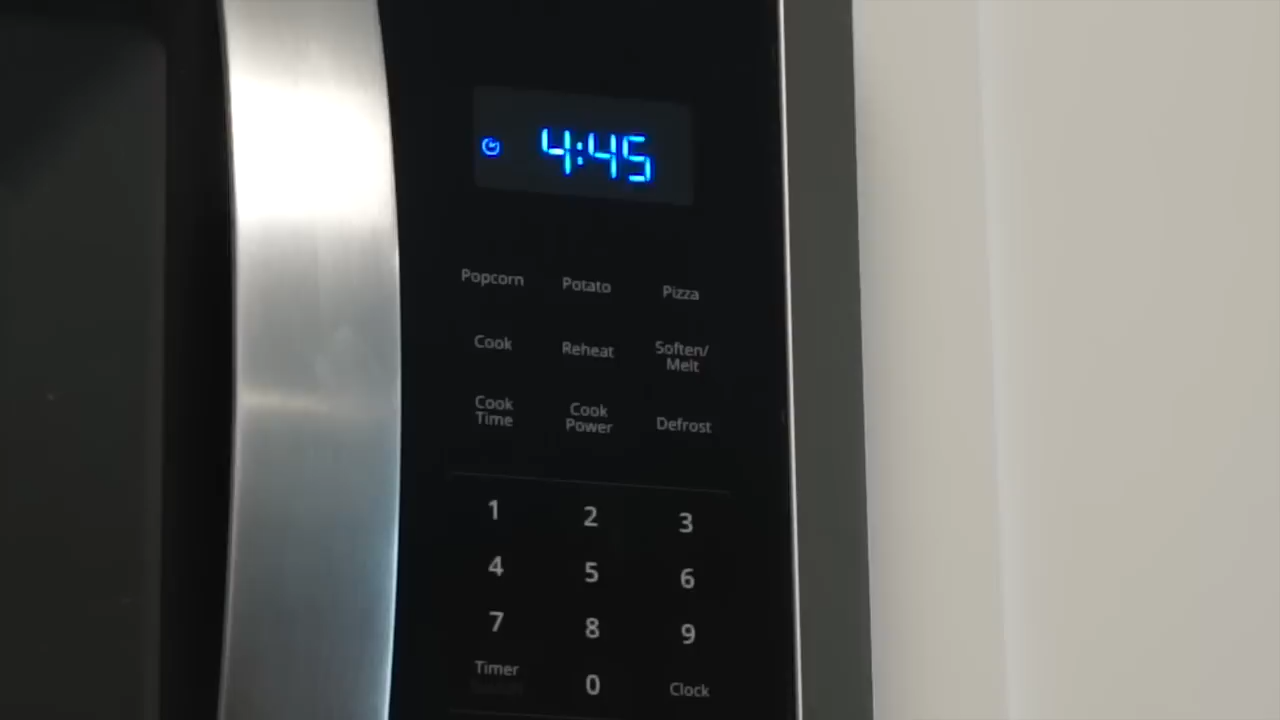 4:45
Popcorn Potato Pizza
Cook Reheat Soften/
Melt
Cook Cook Defrost
Time Power
1 2 3
4 5 6
7 8 9
Timer 0 Clock